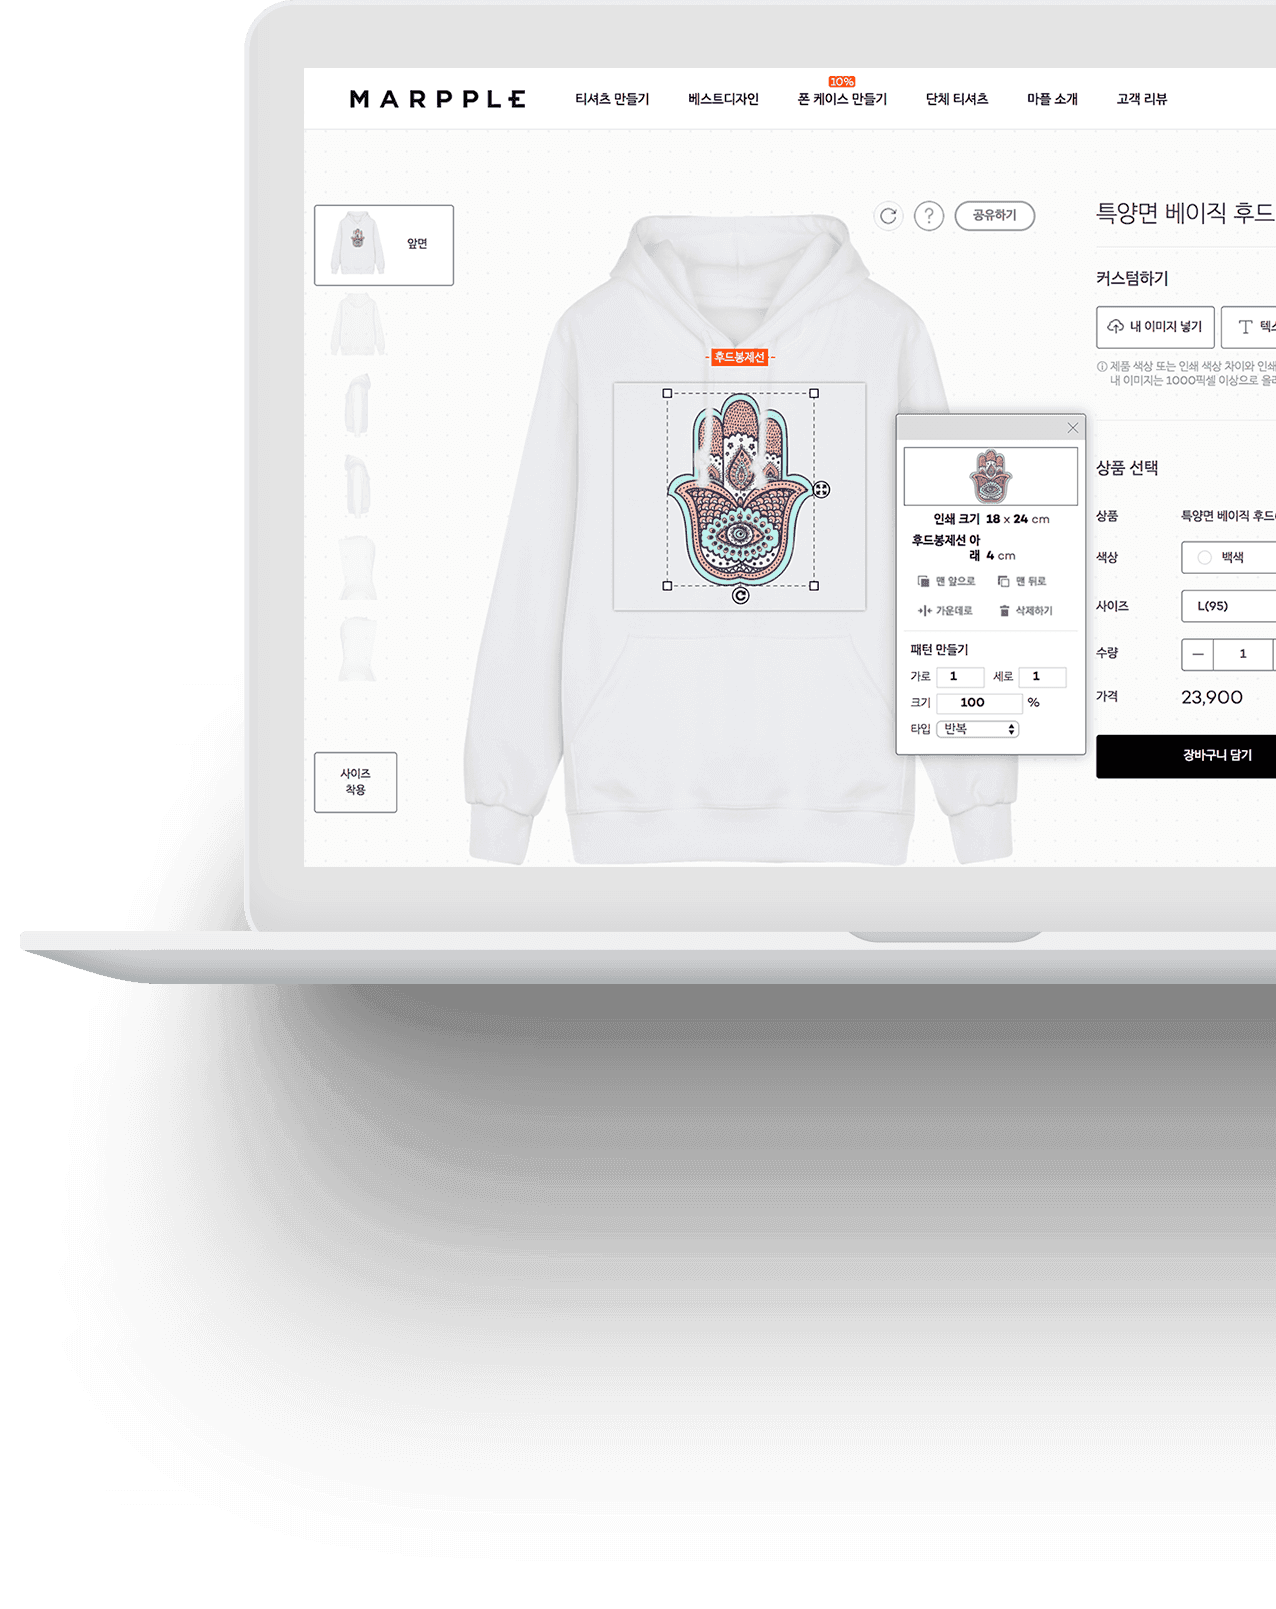 MARPPLE
티셔츠 만들기
베스트디자인
10%
폰 케이스 만들기
단체 티셔츠
마플 소개
고객 리뷰
앞면
사이즈
착용
?
공유하기
후드봉제선
인쇄 크기 18 x 24 cm
후드봉제선 아
래 4 cm
맨 앞으로
맨 뒤로
가운데로
삭제하기
패턴 만들기
가로 1 세로 1
크기 100 %
타입 반복
특양면 베이직 후드
커스텀하기
내 이미지 넣기
제품 색상 또는 인쇄 색상 차이와 인쇄
내 이미지는 1000픽셀 이상으로 올려
상품 선택
상품 특양면 베이직 후드
색상 백색
사이즈 L(95)
수량 — 1
가격 23,900
장바구니 담기